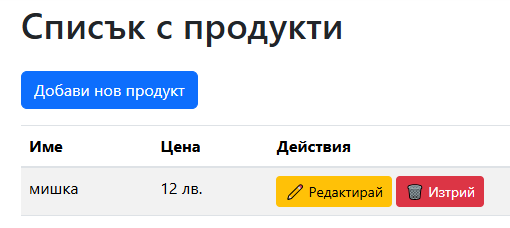 Списък с продукти
Добави нов продукт
Име Цена Действия
мишка 12 лв. Редактирай Изтрий